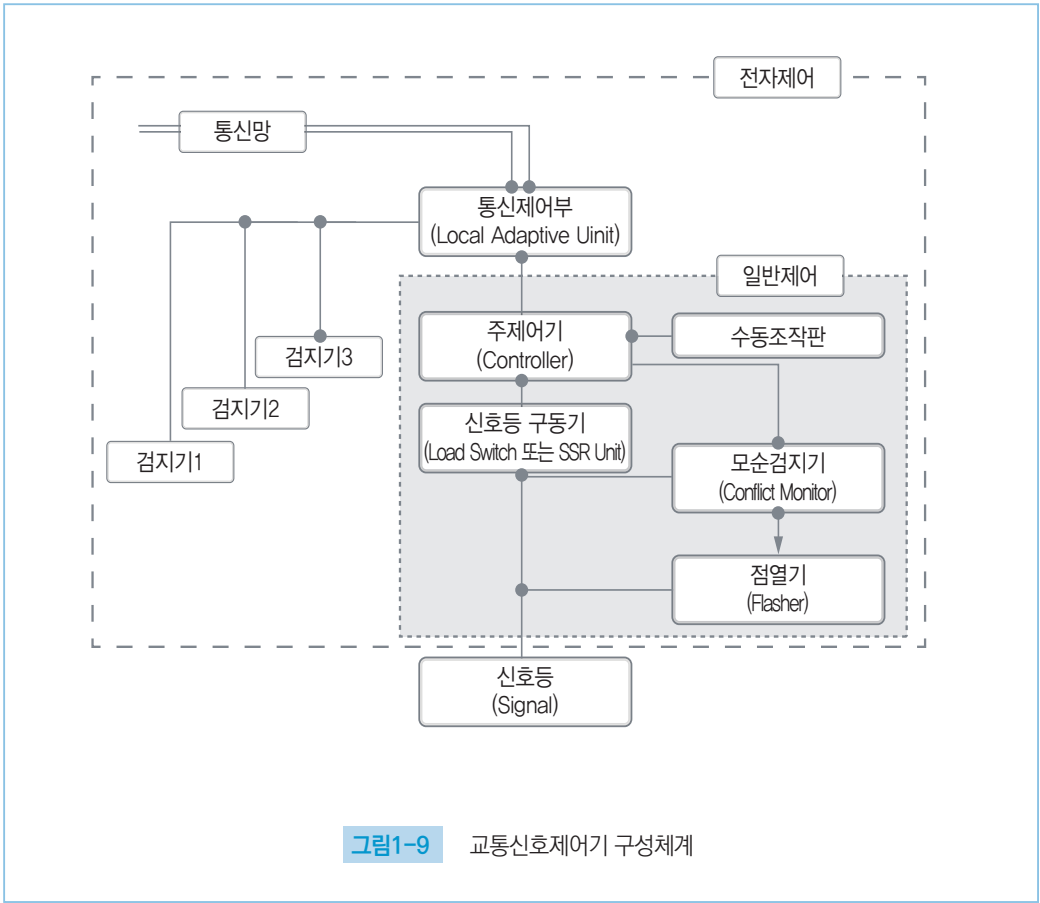 전자제어
통신망
통신제어부
(Local Adaptive Uinit)
일반제어
주제어기
(Controller)
수동조작판
검지기3
검지기2
검지기1
신호등 구동기
(Load Switch 또는 SSR Unit)
모순검지기
(Conflict Monitor)
점열기
(Flasher)
신호등
(Signal)
그림1-9 교통신호제어기 구성체계